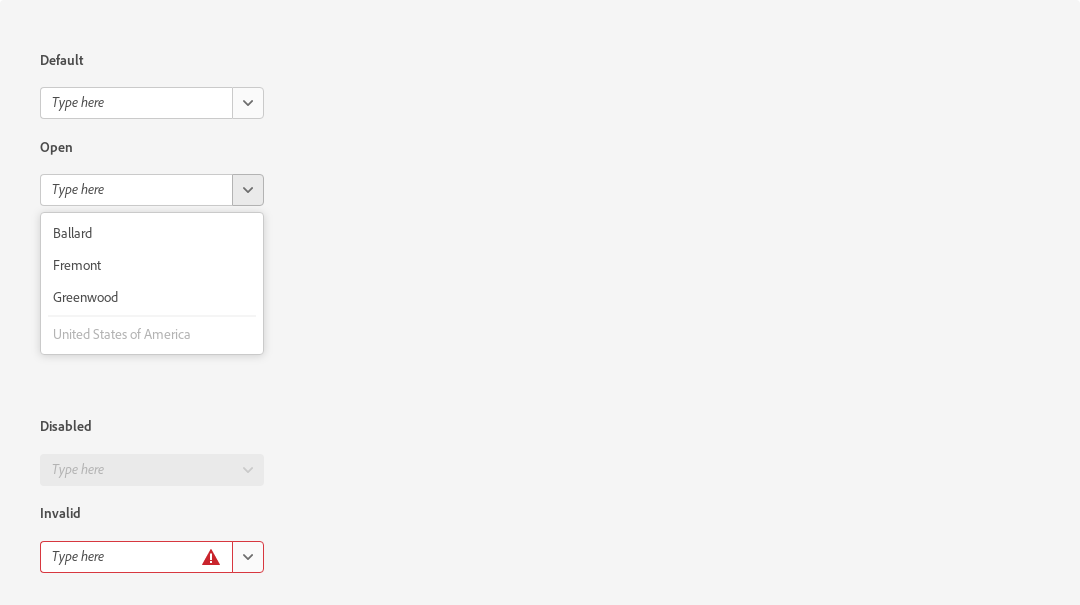 Default
Type here
Open
Type here
Ballard
Fremont
Greenwood
United States of America
Disabled
Type here
Invalid
Type here